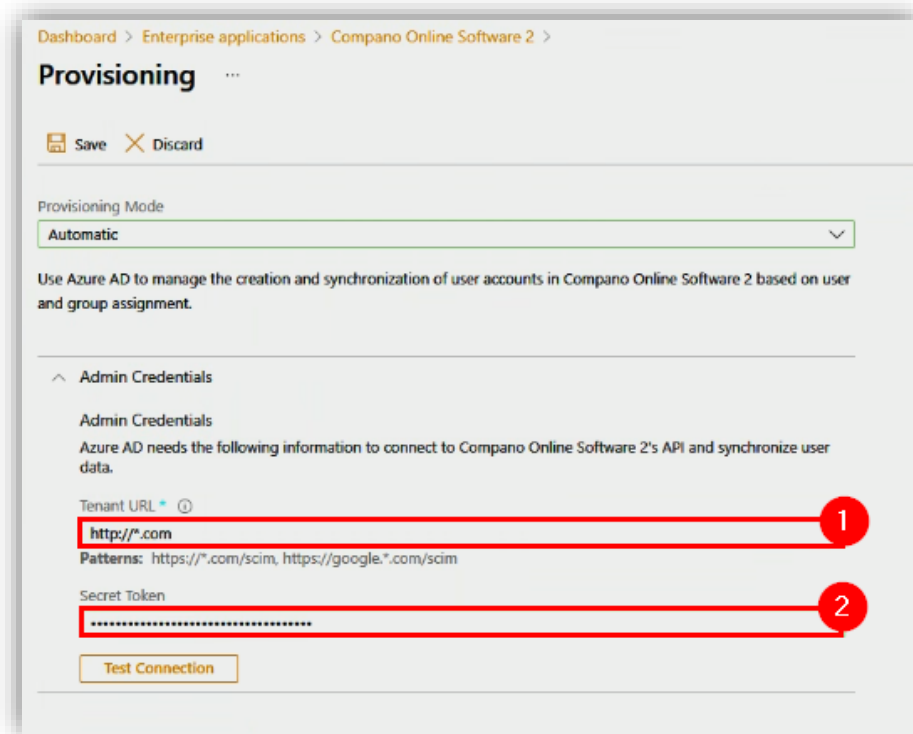 Dashboard > Enterprise applications > Compano Online Software 2 >
Provisioning ...
Save Discard
Provisioning Mode
Automatic
Use Azure AD to manage the creation and synchronization of user accounts in Compano Online Software 2 based on user
and group assignment.
Admin Credentials
Admin Credentials
Azure AD needs the following information to connect to Compano Online Software 2's API and synchronize user
data.
Tenant URL *
http://*.com
1
Patterns: https://*.com/scim, https://google.*.com/scim
Secret Token
2
Test Connection